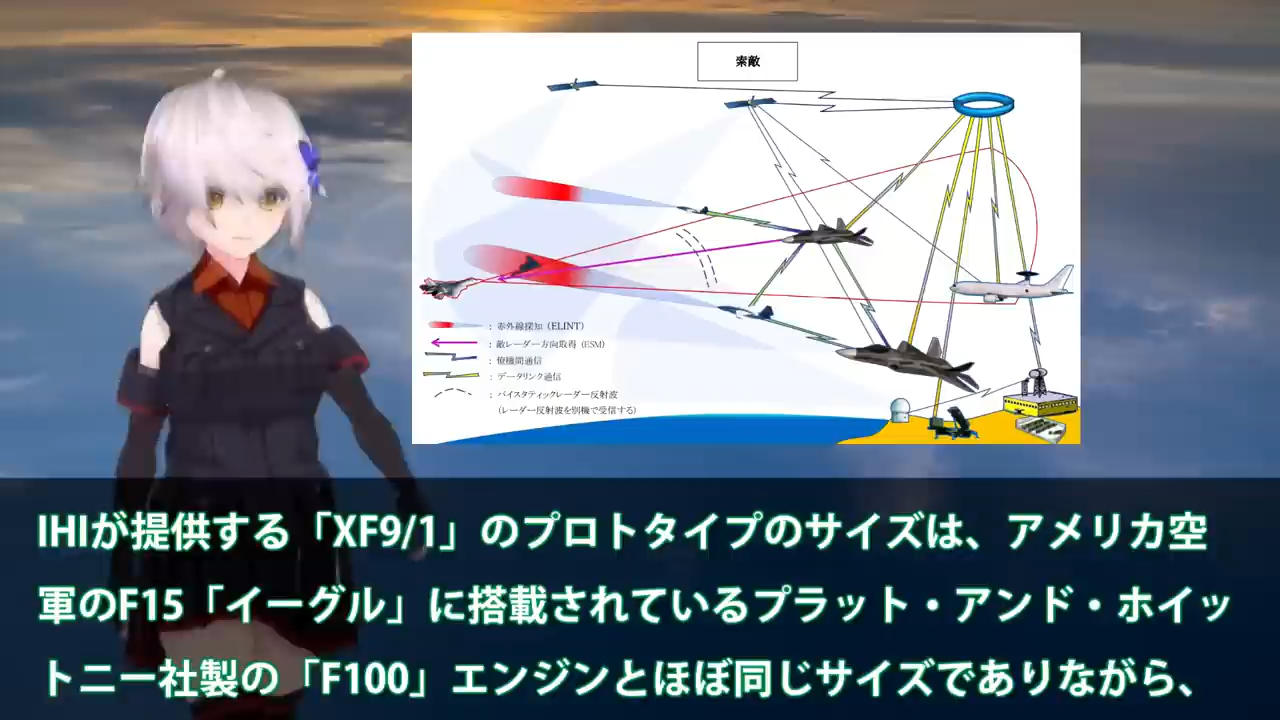 索敵
：赤外線探知（ELINT）
：敵レーダー方向取得（ESM）
：僚機間通信
：データリンク通信
：バイスタティックレーダー反射波
（レーダー反射波を別機で受信する）
IHIが提供する「XF9/1」のプロトタイプのサイズは、アメリカ空
軍のF15「イーグル」に搭載されているプラット・アンド・ホイッ
トニー社製の「F100」エンジンとほぼ同じサイズでありながら、